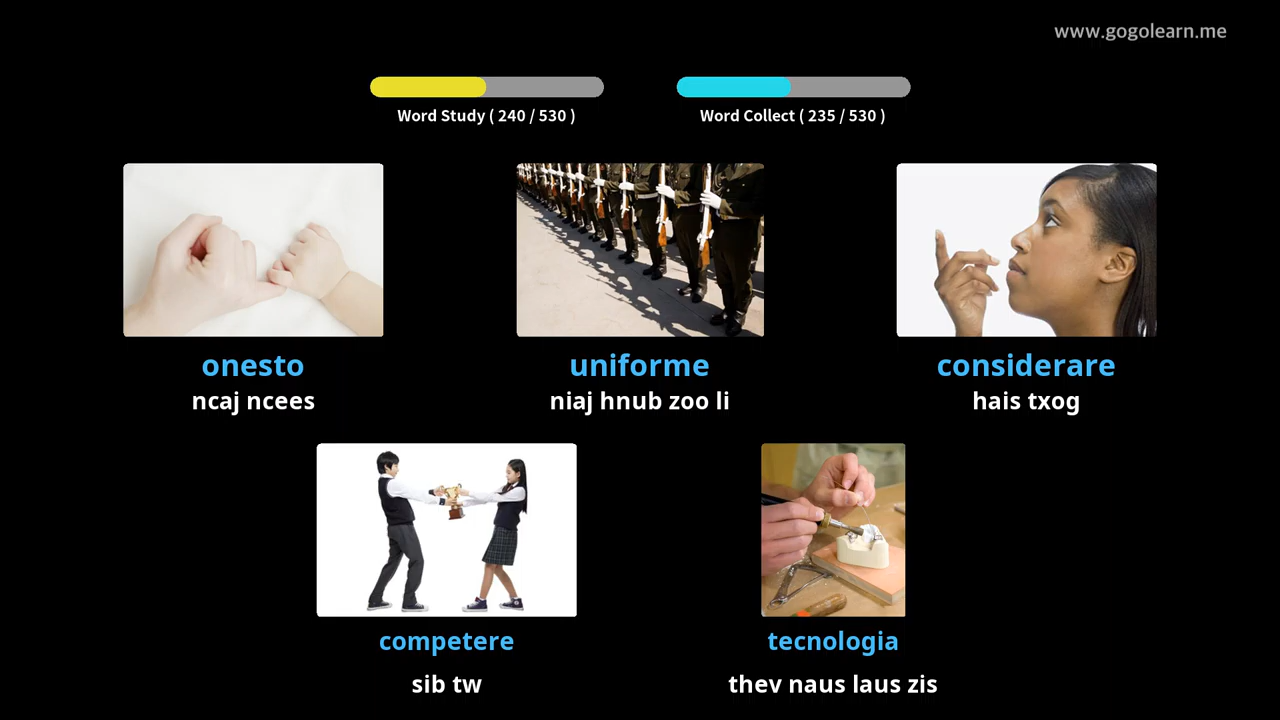 www.gogolearn.me
Word Study ( 240 / 530 )
Word Collect ( 235 / 530 )
onesto
ncaj ncees
uniforme
niaj hnub zoo li
considerare
hais txog
competere
sib tw
tecnologia
thev naus laus zis